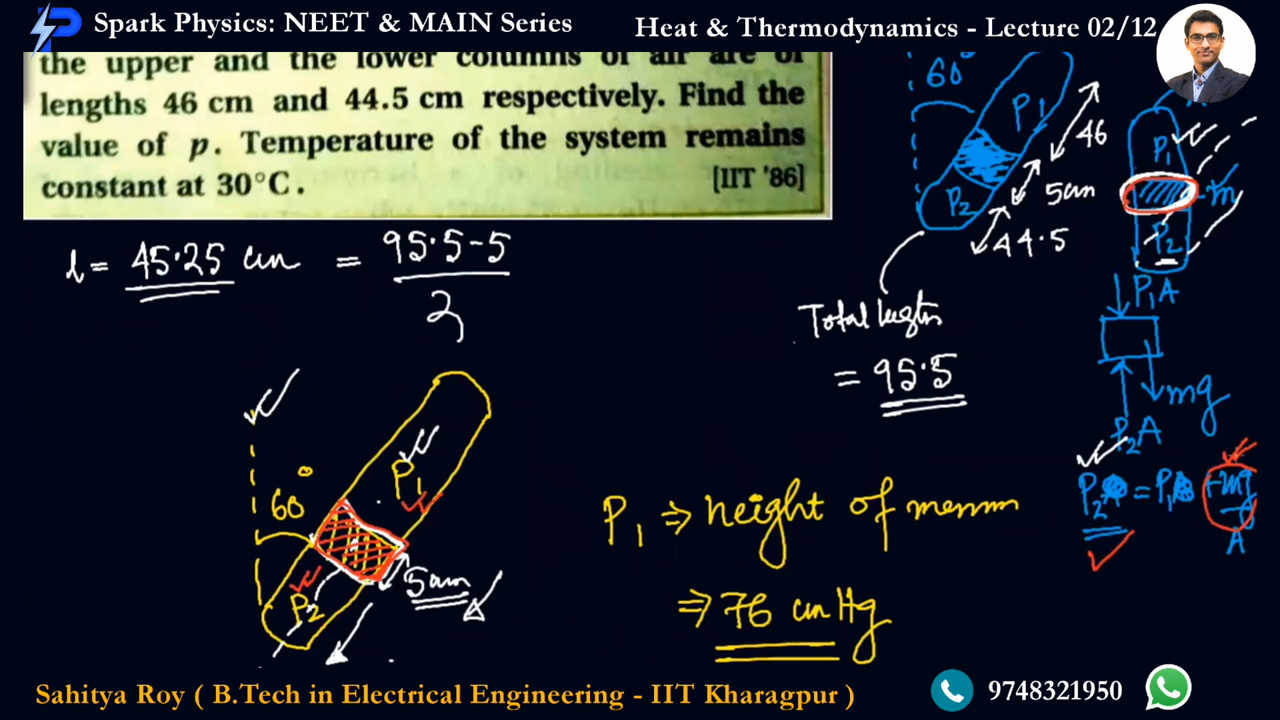 Spark Physics: NEET & MAIN Series
Heat & Thermodynamics - Lecture 02/12
the upper and the lower columns of air are of
lengths 46 cm and 44.5 cm respectively. Find the
value of p. Temperature of the system remains
constant at 30°C.
[IIT '86]
l = 45.25 cm = 95.5-5
2
60°
P1
46
5cm
P2
44.5
Total length
= 95.5
P1
m
P2
P1A
mg
P2A
P2 = P1 + mg
A
60°
P1
5cm
P2
P1 ⇒ height of mercury
⇒ 76 cm Hg
Sahitya Roy ( B.Tech in Electrical Engineering - IIT Kharagpur )
9748321950